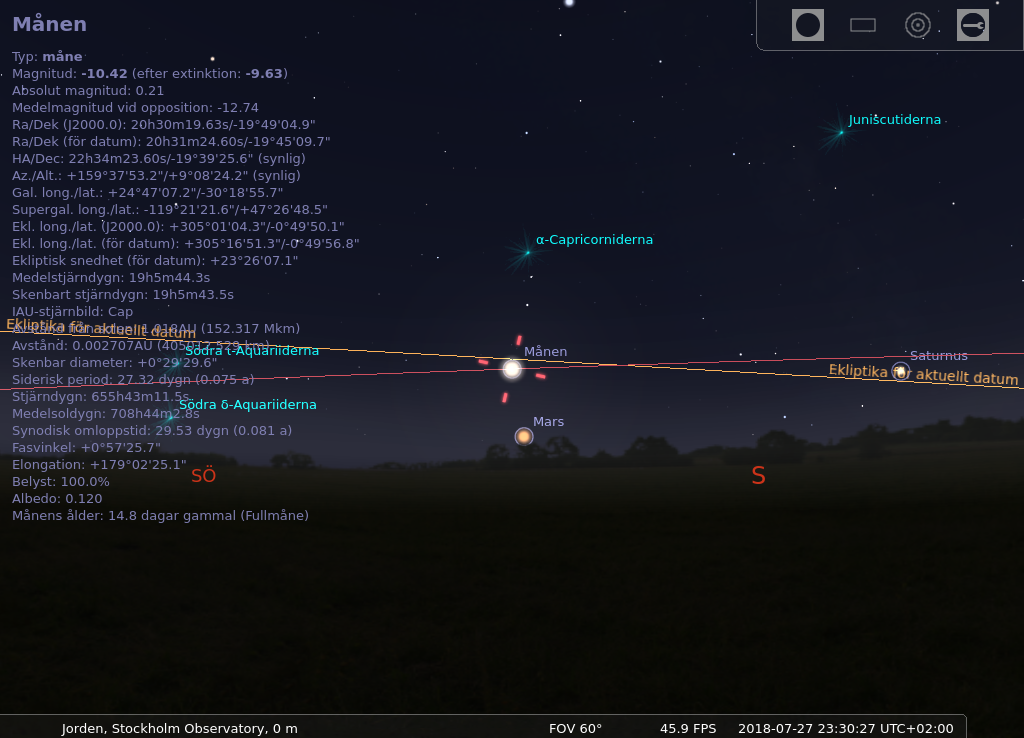 Månen
Typ: måne
Magnitud: -10.42 (efter extinktion: -9.63)
Absolut magnitud: 0.21
Medelmagnitud vid opposition: -12.74
Ra/Dek (J2000.0): 20h30m19.63s/-19°49'04.9"
Ra/Dek (för datum): 20h31m24.60s/-19°45'09.7"
HA/Dec: 22h34m23.60s/-19°39'25.6" (synlig)
Az./Alt.: +159°37'53.2"/+9°08'24.2" (synlig)
Gal. long./lat.: +24°47'07.2"/-30°18'55.7"
Supergal. long./lat.: -119°21'21.6"/+47°26'48.5"
Ekl. long./lat. (J2000.0): +305°01'04.3"/-0°49'50.1"
Ekl. long./lat. (för datum): +305°16'51.3"/-0°49'56.8"
Ekliptisk snedhet (för datum): +23°26'07.1"
Medelstjärndygn: 19h5m44.3s
Skenbart stjärndygn: 19h5m43.5s
IAU-stjärnbild: Cap
Ekliptika för aktuellt datum
(152.317 Mkm)
Avstånd: 0.002707AU
Skenbar diameter: +0°29'29.6"
Siderisk period: 27.32 dygn (0.075 a)
Stjärndygn: 655h43m11.5s
Medelsoldygn: 708h44m2.8s
Synodisk omloppstid: 29.53 dygn (0.081 a)
Fasvinkel: +0°57'25.7"
Elongation: +179°02'25.1"
Belyst: 100.0%
Albedo: 0.120
Månens ålder: 14.8 dagar gammal (Fullmåne)
Juniscutiderna
α-Capricorniderna
Södra ι-Aquariiderna
Södra δ-Aquariiderna
Månen
Saturnus
Ekliptika för aktuellt datum
Mars
SÖ
S
Jorden, Stockholm Observatory, 0 m
FOV 60°
45.9 FPS
2018-07-27 23:30:27 UTC+02:00